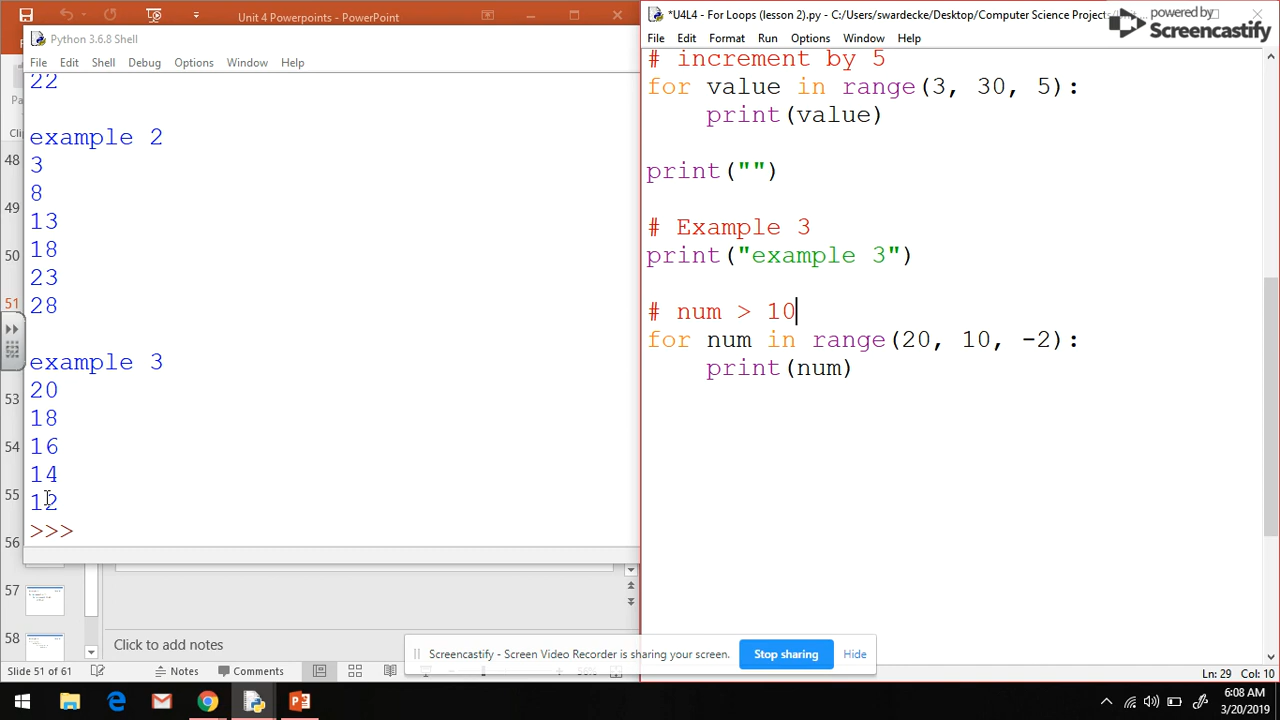 Unit 4 Powerpoints - PowerPoint
Python 3.6.8 Shell
File Edit Shell Debug Options Window Help
22
example 2
3
8
13
18
23
28
example 3
20
18
16
14
12
>>>
48
49
50
51
53
54
55
56
57
58
Click to add notes
Slide 51 of 61
Notes
Comments
*U4L4 - For Loops (lesson 2).py - C:/Users/swardecke/Desktop/Computer Science Projects/
powered by
Screencastify
File Edit Format Run Options Window Help
# increment by 5
for value in range(3, 30, 5):
print(value)
print("")
# Example 3
print("example 3")
# num > 10
for num in range(20, 10, -2):
print(num)
Screencastify - Screen Video Recorder is sharing your screen.
Stop sharing
Hide
Ln: 29 Col: 10
6:08 AM
3/20/2019